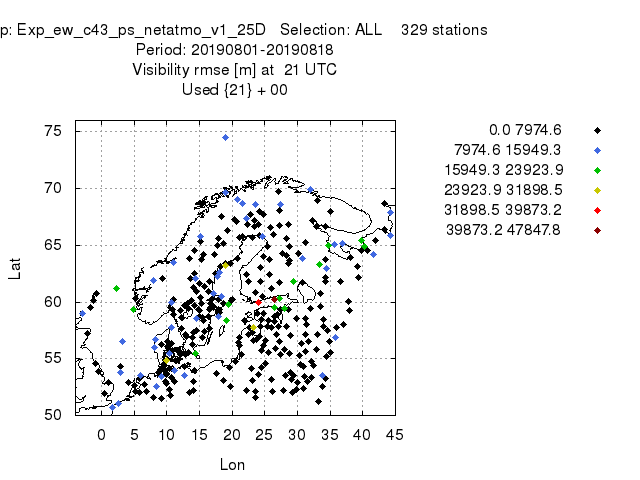 p: Exp_ew_c43_ps_netatmo_v1_25D Selection: ALL 329 stations
Period: 20190801-20190818
Visibility rmse [m] at 21 UTC
Used {21} + 00
0.0 7974.6
7974.6 15949.3
15949.3 23923.9
23923.9 31898.5
31898.5 39873.2
39873.2 47847.8
75
70
65
60
55
50
Lat
0 5 10 15 20 25 30 35 40 45
Lon